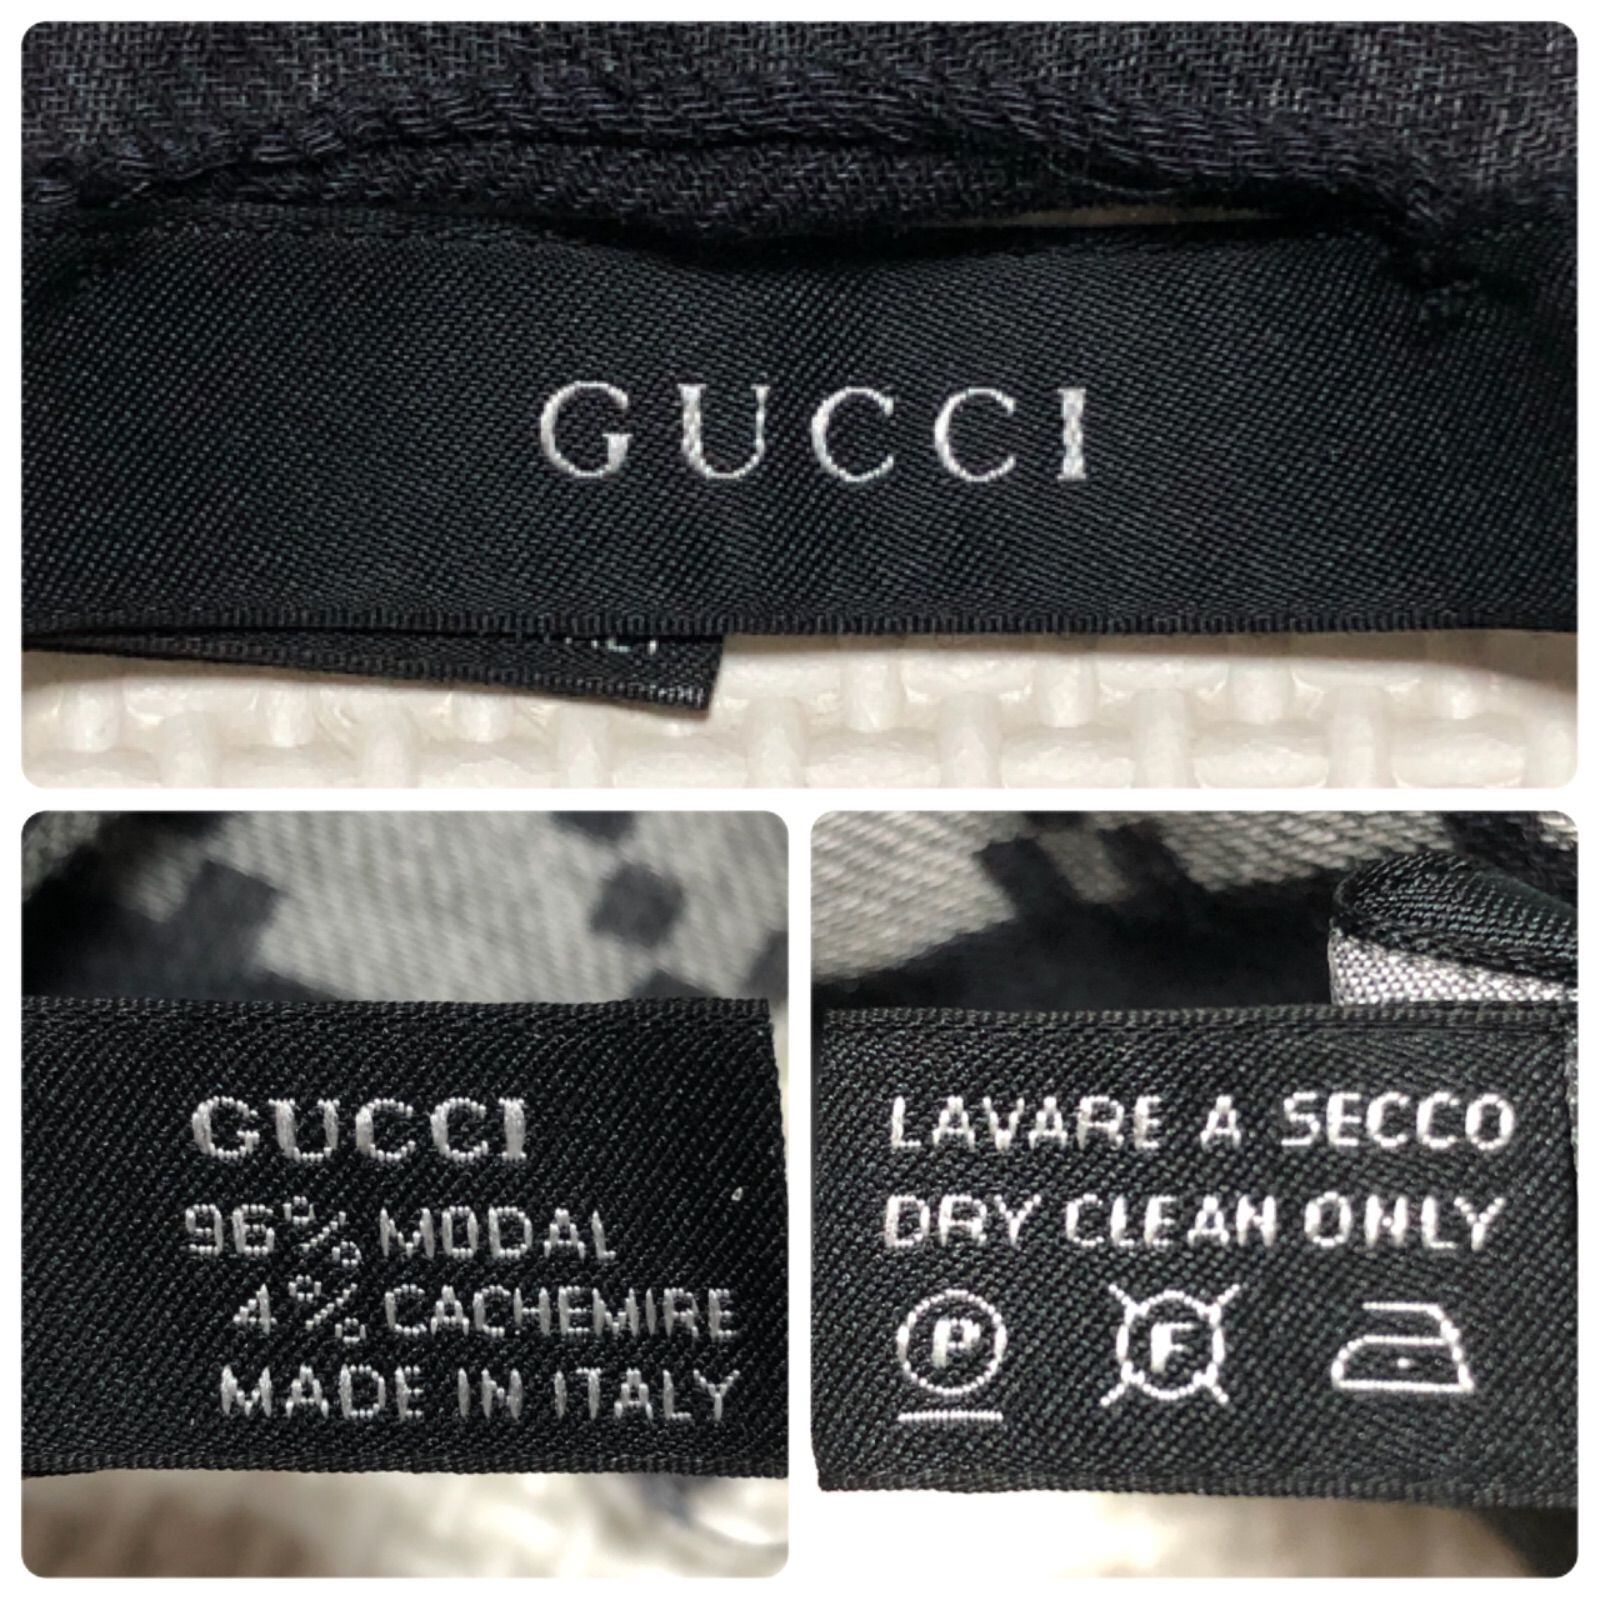 GUCCI
GUCCI
96% MODAL
4% CACHEMIRE
MADE IN ITALY
LAVARE A SECCO
DRY CLEAN ONLY
P F